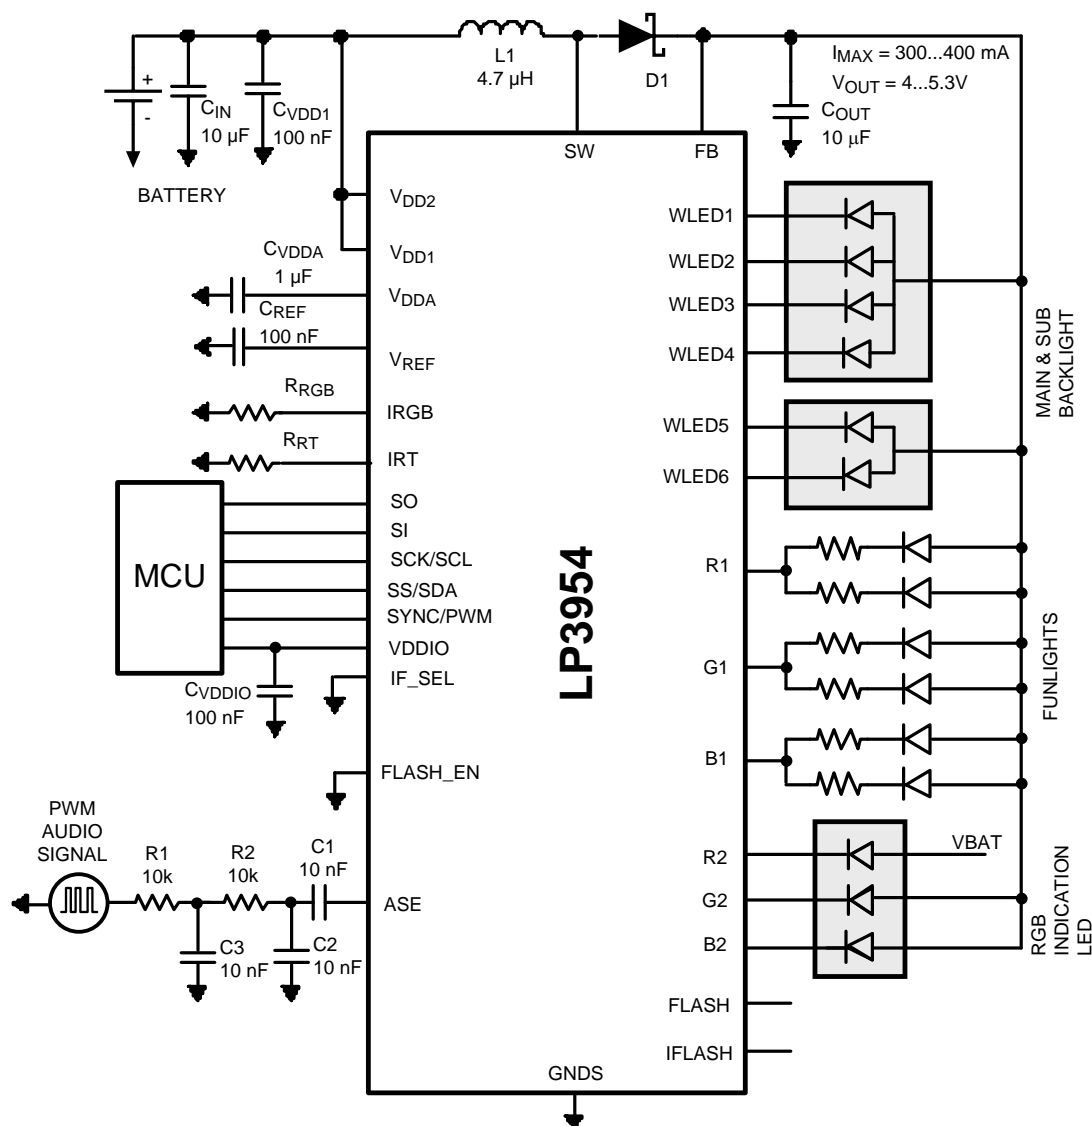 L1
4.7 µH
D1
IMAX = 300...400 mA
VOUT = 4...5.3V
COUT
10 µF
+
-
CIN
10 µF
CVDD1
100 nF
BATTERY
SW
FB
VDD2
VDD1
CVDDA
1 µF
VDDA
CREF
100 nF
VREF
RRGB
IRGB
RRT
IRT
MCU
SO
SI
SCK/SCL
SS/SDA
SYNC/PWM
VDDIO
IF_SEL
CVDDIO
100 nF
FLASH_EN
PWM
AUDIO
SIGNAL
R1
10k
R2
10k
C1
10 nF
ASE
C3
10 nF
C2
10 nF
LP3954
GNDS
WLED1
WLED2
WLED3
WLED4
MAIN & SUB
BACKLIGHT
WLED5
WLED6
R1
G1
B1
FUNLIGHTS
R2
VBAT
G2
B2
RGB
INDICATION
LED
FLASH
IFLASH